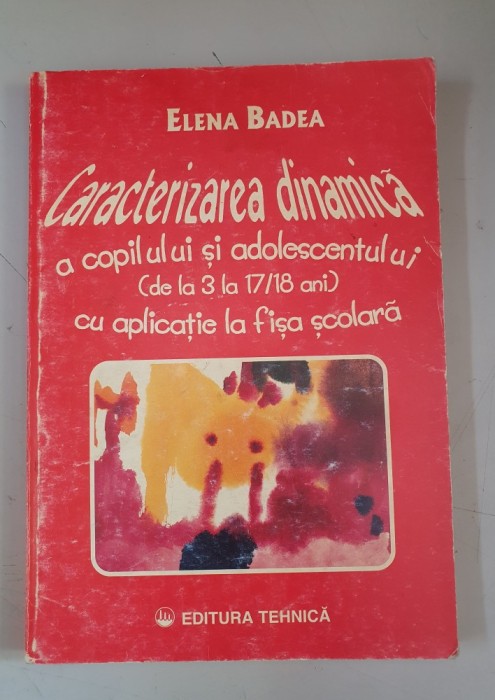 ELENA BADEA
Caracterizarea dinamică
a copilului și adolescentului
(de la 3 la 17/18 ani)
cu aplicație la fișa școlară
EDITURA TEHNICĂ